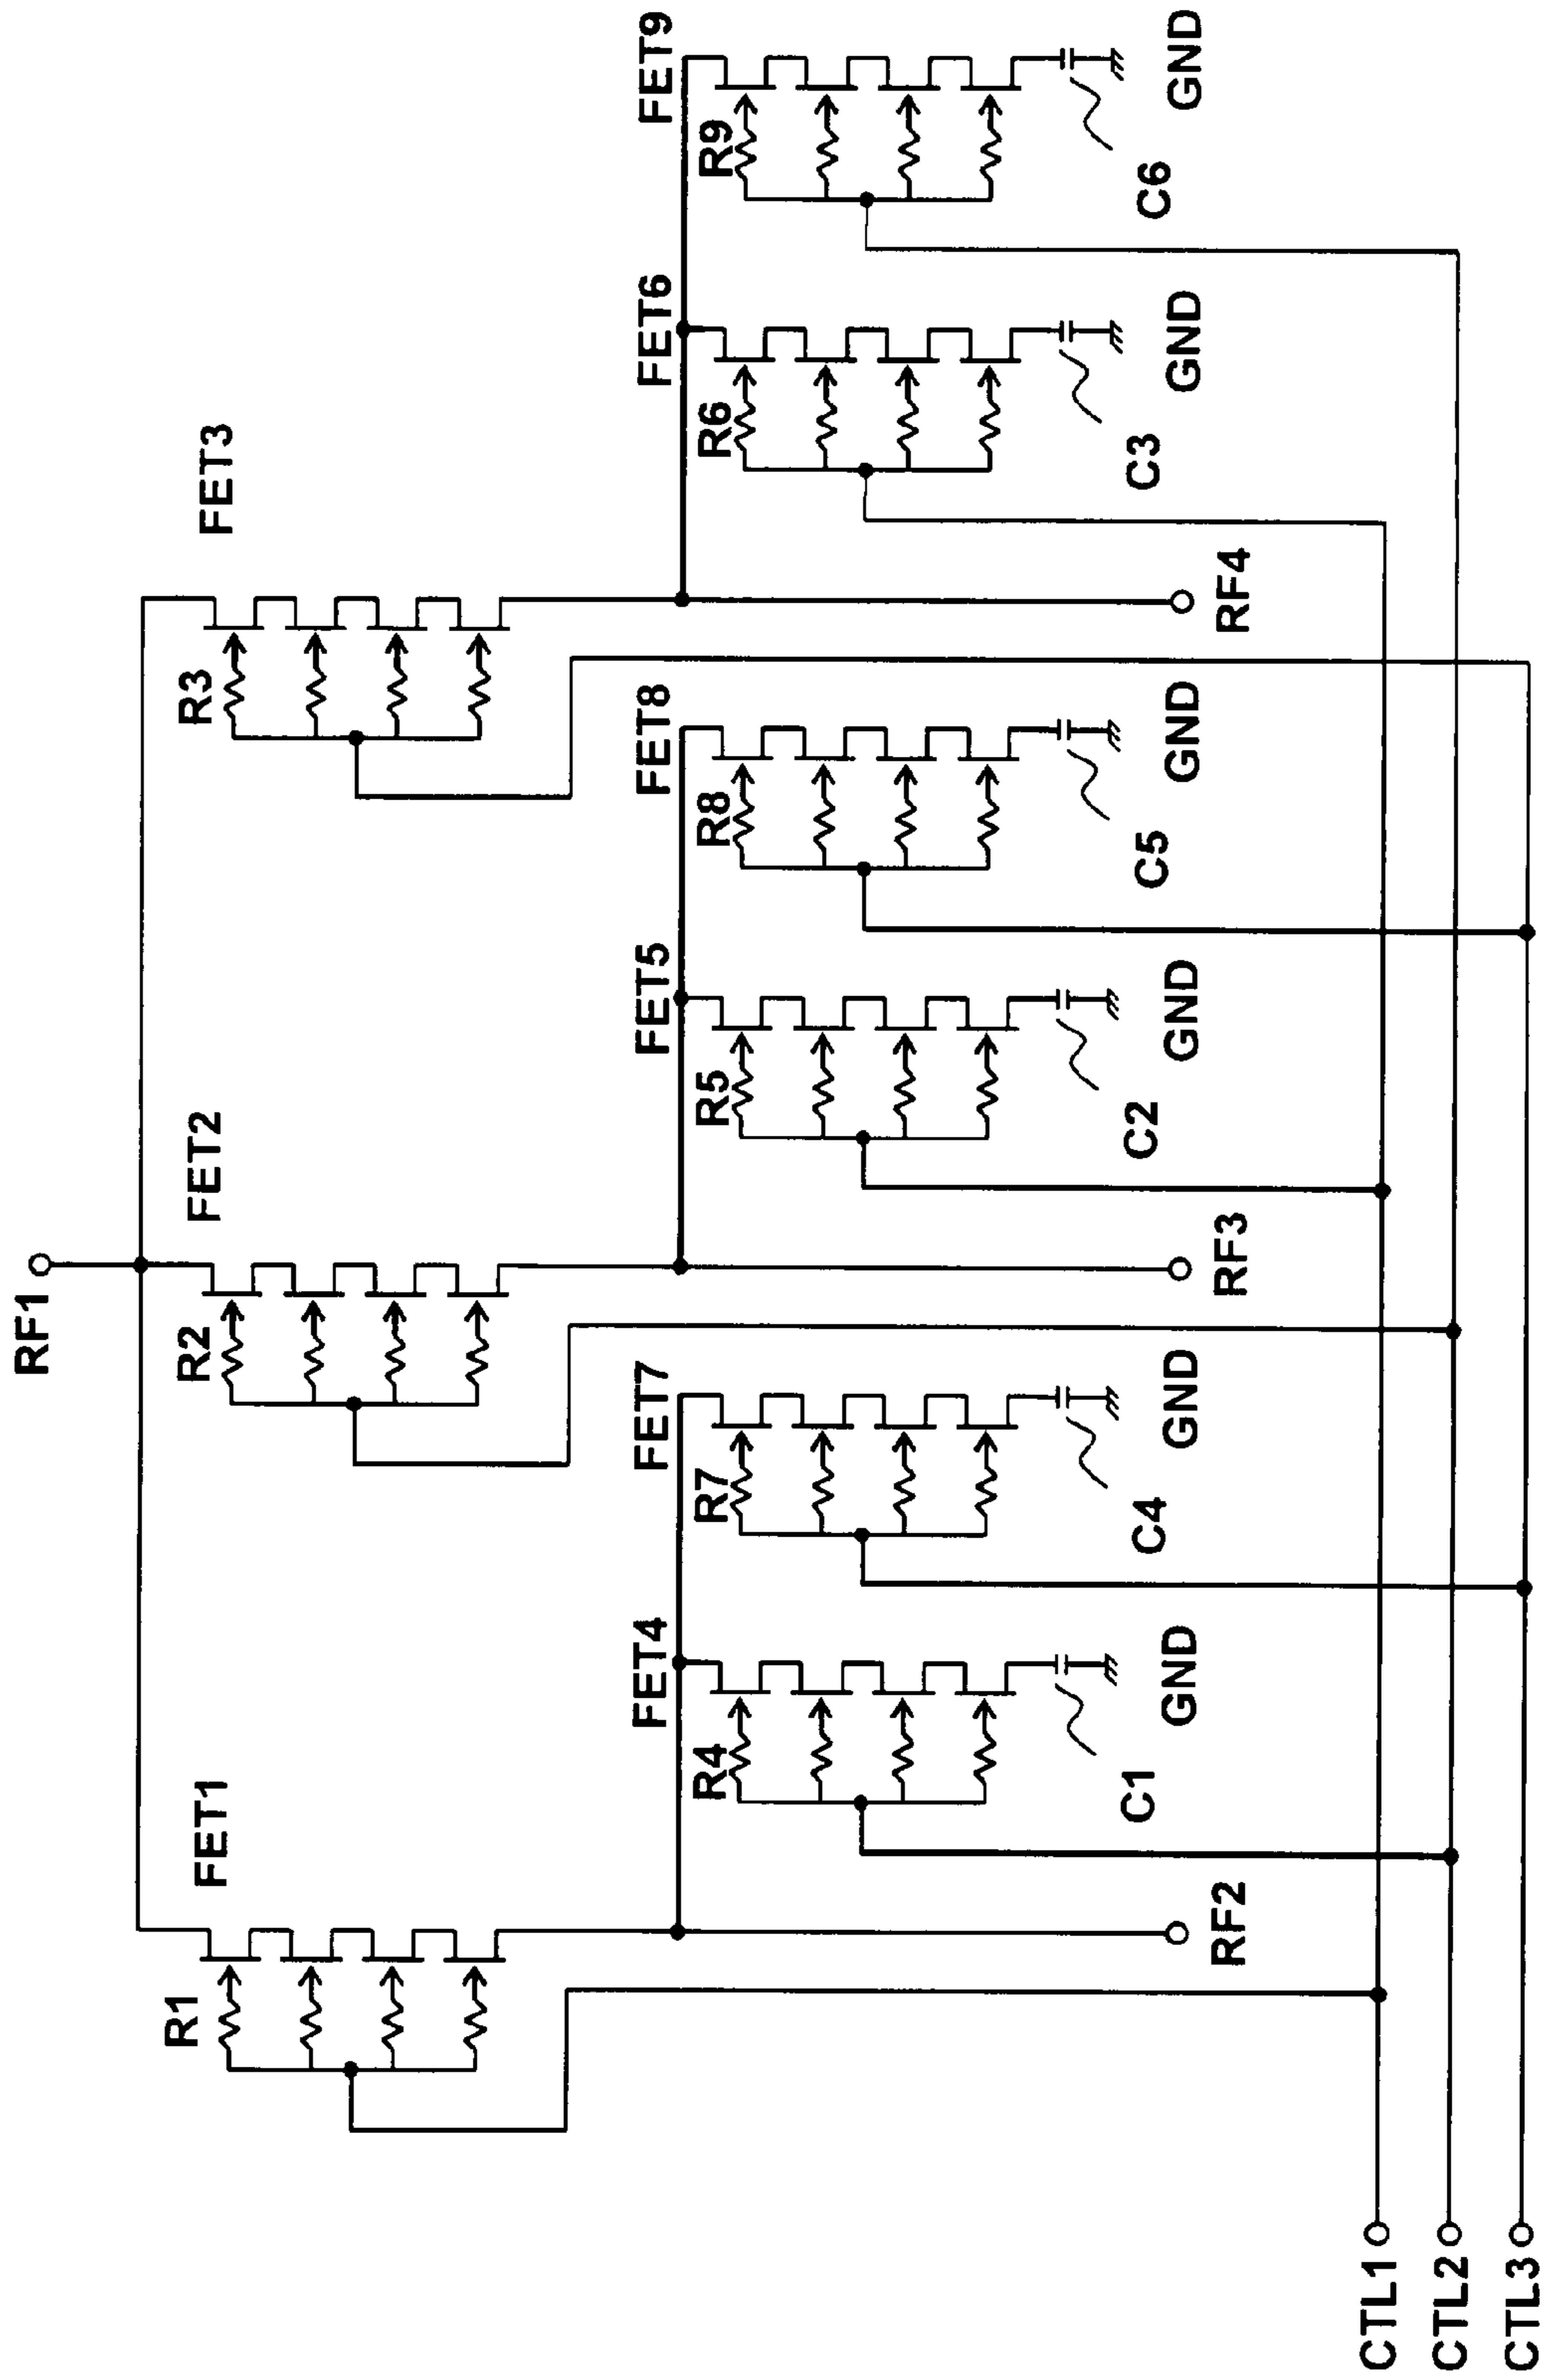 RF1
FET1
FET2
FET3
R1
R2
R3
FET4
FET7
FET5
FET8
FET6
FET9
R4
R7
R5
R8
R6
R9
C1
C4
C2
C5
C3
C6
GND
GND
GND
GND
GND
GND
RF2
RF3
RF4
CTL1
CTL2
CTL3